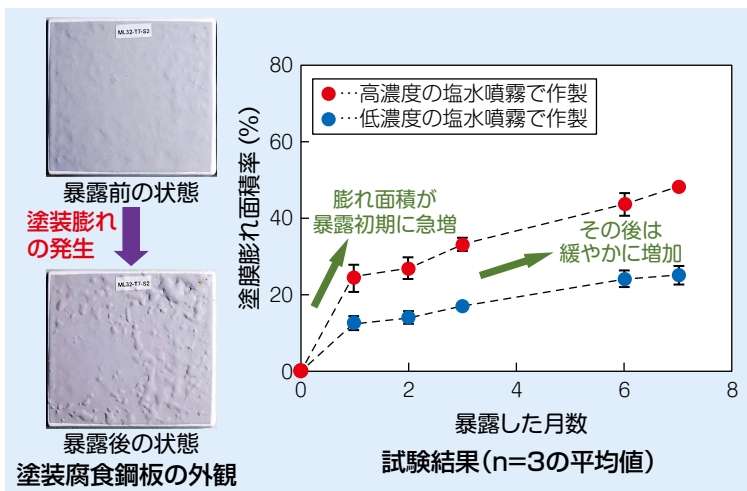 ML32-T7-S2
暴露前の状態
塗装膨れ
の発生
ML32-T7-S2
暴露後の状態
塗装腐食鋼板の外観
塗膜膨れ面積率(%)
80
60
40
20
0
●…高濃度の塩水噴霧で作製
●…低濃度の塩水噴霧で作製
膨れ面積が
暴露初期に急増
その後は
緩やかに増加
0 2 4 6 8
暴露した月数
試験結果(n=3の平均値)